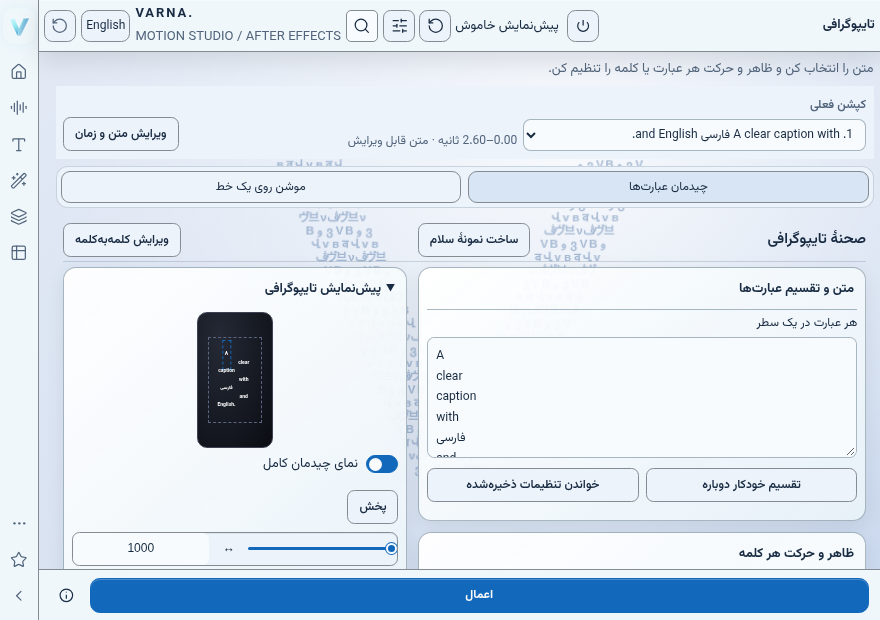 تایپوگرافی
پیش‌نمایش خاموش
VARNA.
MOTION STUDIO / AFTER EFFECTS
English
متن را انتخاب کن و ظاهر و حرکت هر عبارت یا کلمه را تنظیم کن.
کپشن فعلی
1. A clear caption with فارسی and English.
0.00–2.60 ثانیه · متن قابل ویرایش
ویرایش متن و زمان
چیدمان عبارت‌ها
موشن روی یک خط
صحنهٔ تایپوگرافی
ساخت نمونهٔ سلام
ویرایش کلمه‌به‌کلمه
متن و تقسیم عبارت‌ها
هر عبارت در یک سطر
A
clear
caption
with
فارسی
and
تقسیم خودکار دوباره
خواندن تنظیمات ذخیره‌شده
ظاهر و حرکت هر کلمه
▼ پیش‌نمایش تایپوگرافی
A
clear
caption
with
فارسی
and
English.
نمای چیدمان کامل
پخش
1000
اعمال